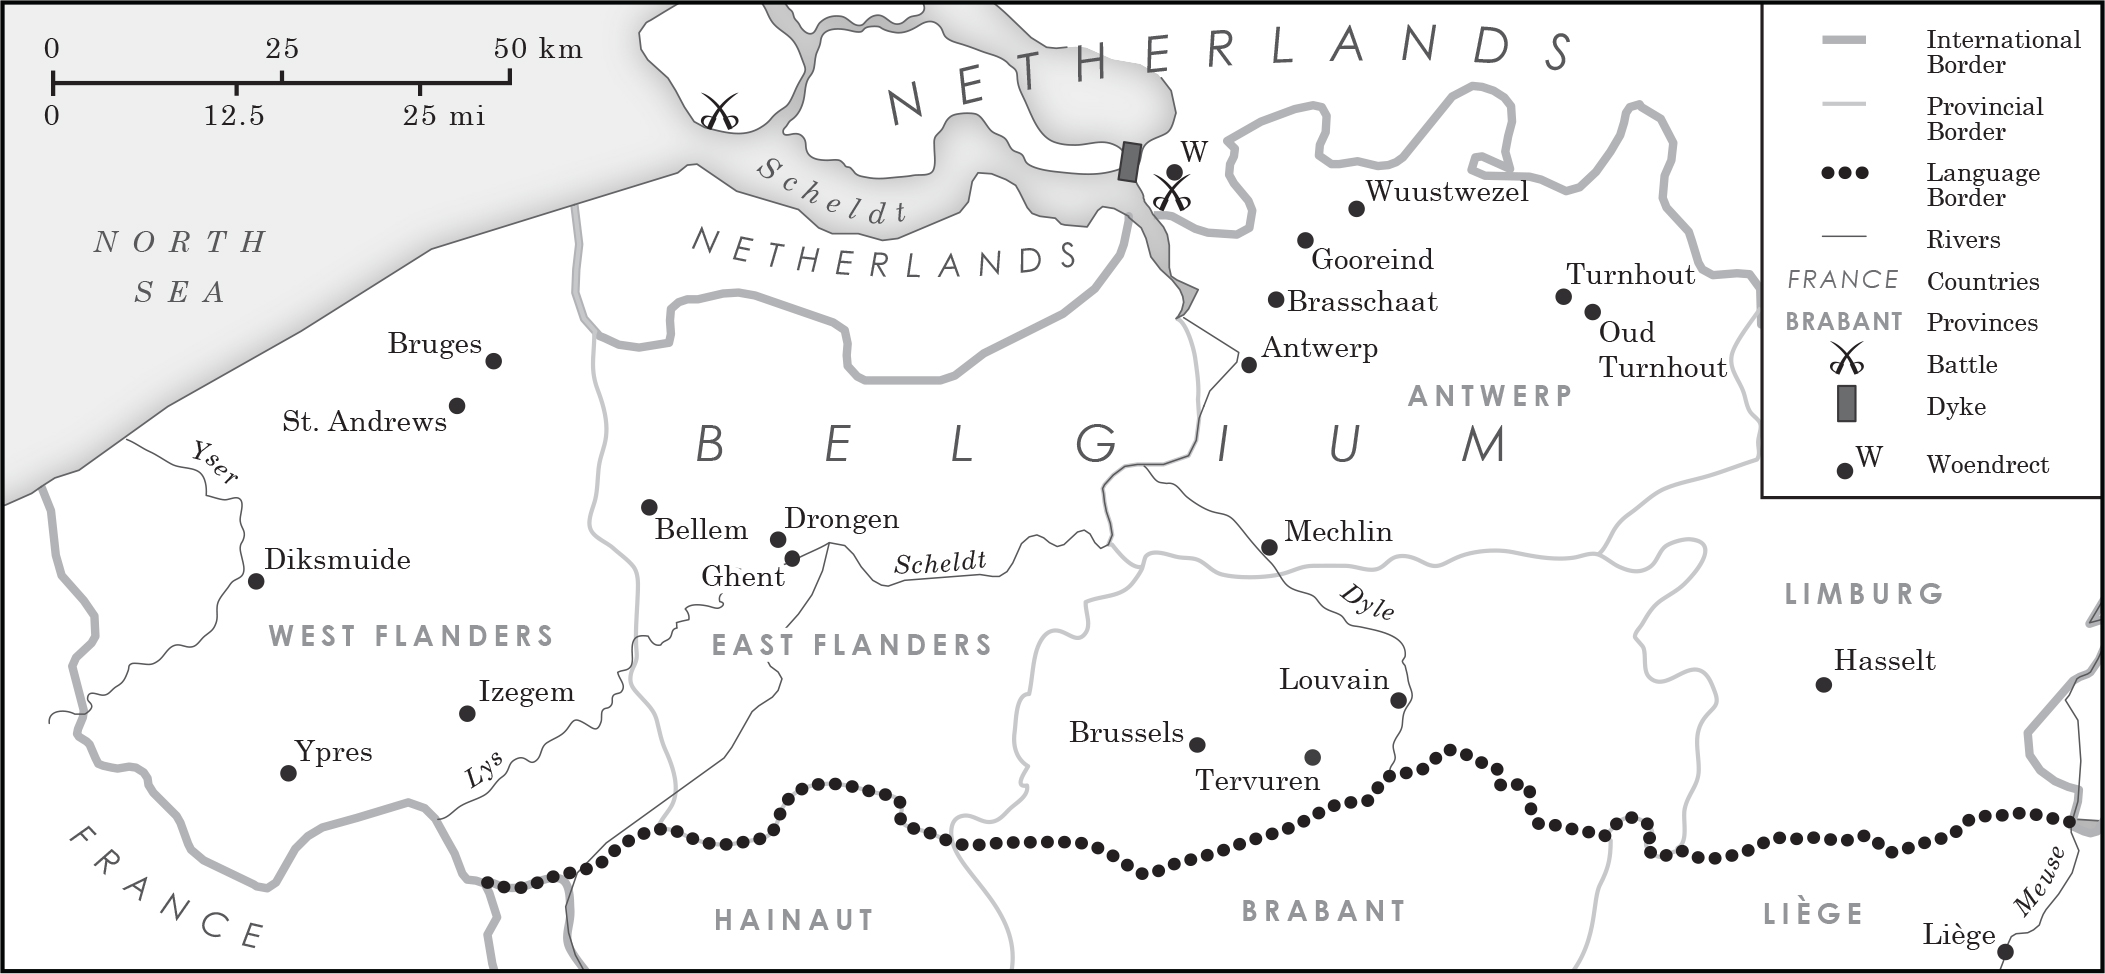 0 25 50 km
0 12.5 25 mi
NORTH
SEA
NETHERLANDS
Scheldt
NETHERLANDS
W
Wuustwezel
Gooreind
Brasschaat
Turnhout
Oud
Turnhout
Antwerp
ANTWERP
Bruges
St. Andrews
Yser
BELGIUM
Bellem
Drongen
Ghent
Scheldt
Mechlin
Diksmuide
WEST FLANDERS
EAST FLANDERS
Dyle
LIMBURG
Hasselt
Izegem
Ypres
Lys
Louvain
Brussels
Tervuren
FRANCE
HAINAUT
BRABANT
LIÈGE
Meuse
Liège
International
Border
Provincial
Border
Language
Border
Rivers
FRANCE Countries
BRABANT Provinces
Battle
Dyke
W Woendrect